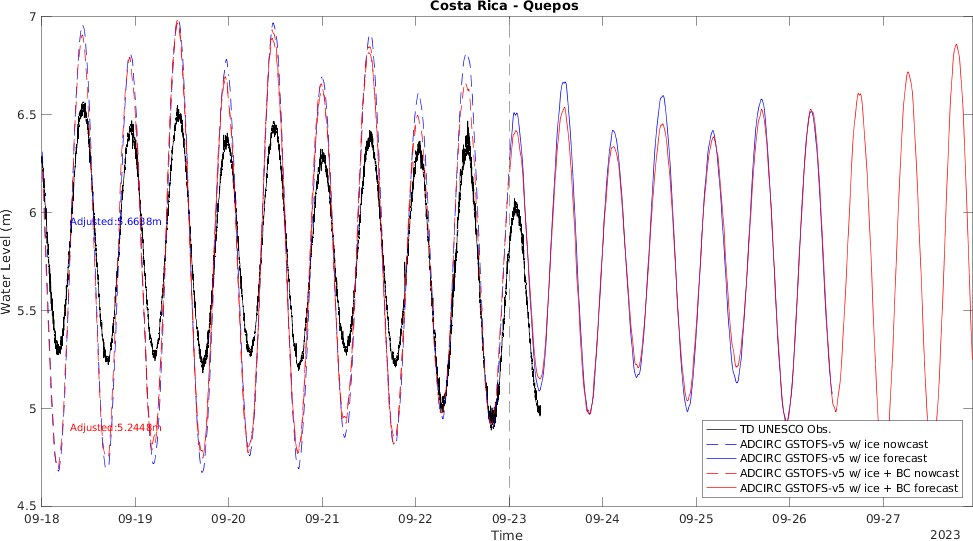 Costa Rica - Quepos
7
6.5
6
5.5
5
4.5
Water Level (m)
Adjusted:5.6638m
Adjusted:5.2448m
TD UNESCO Obs.
ADCIRC GSTOFS-v5 w/ ice nowcast
ADCIRC GSTOFS-v5 w/ ice forecast
ADCIRC GSTOFS-v5 w/ ice + BC nowcast
ADCIRC GSTOFS-v5 w/ ice + BC forecast
09-18 09-19 09-20 09-21 09-22 09-23 09-24 09-25 09-26 09-27
Time
2023